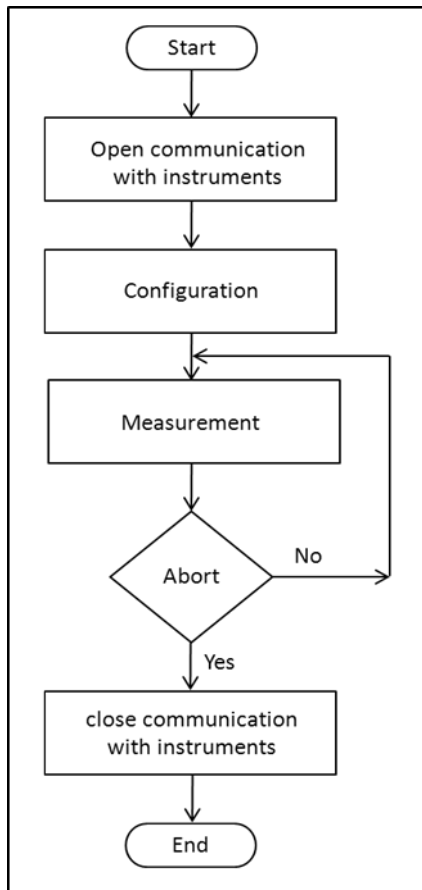 Start
Open communication
with instruments
Configuration
Measurement
Abort
No
Yes
close communication
with instruments
End